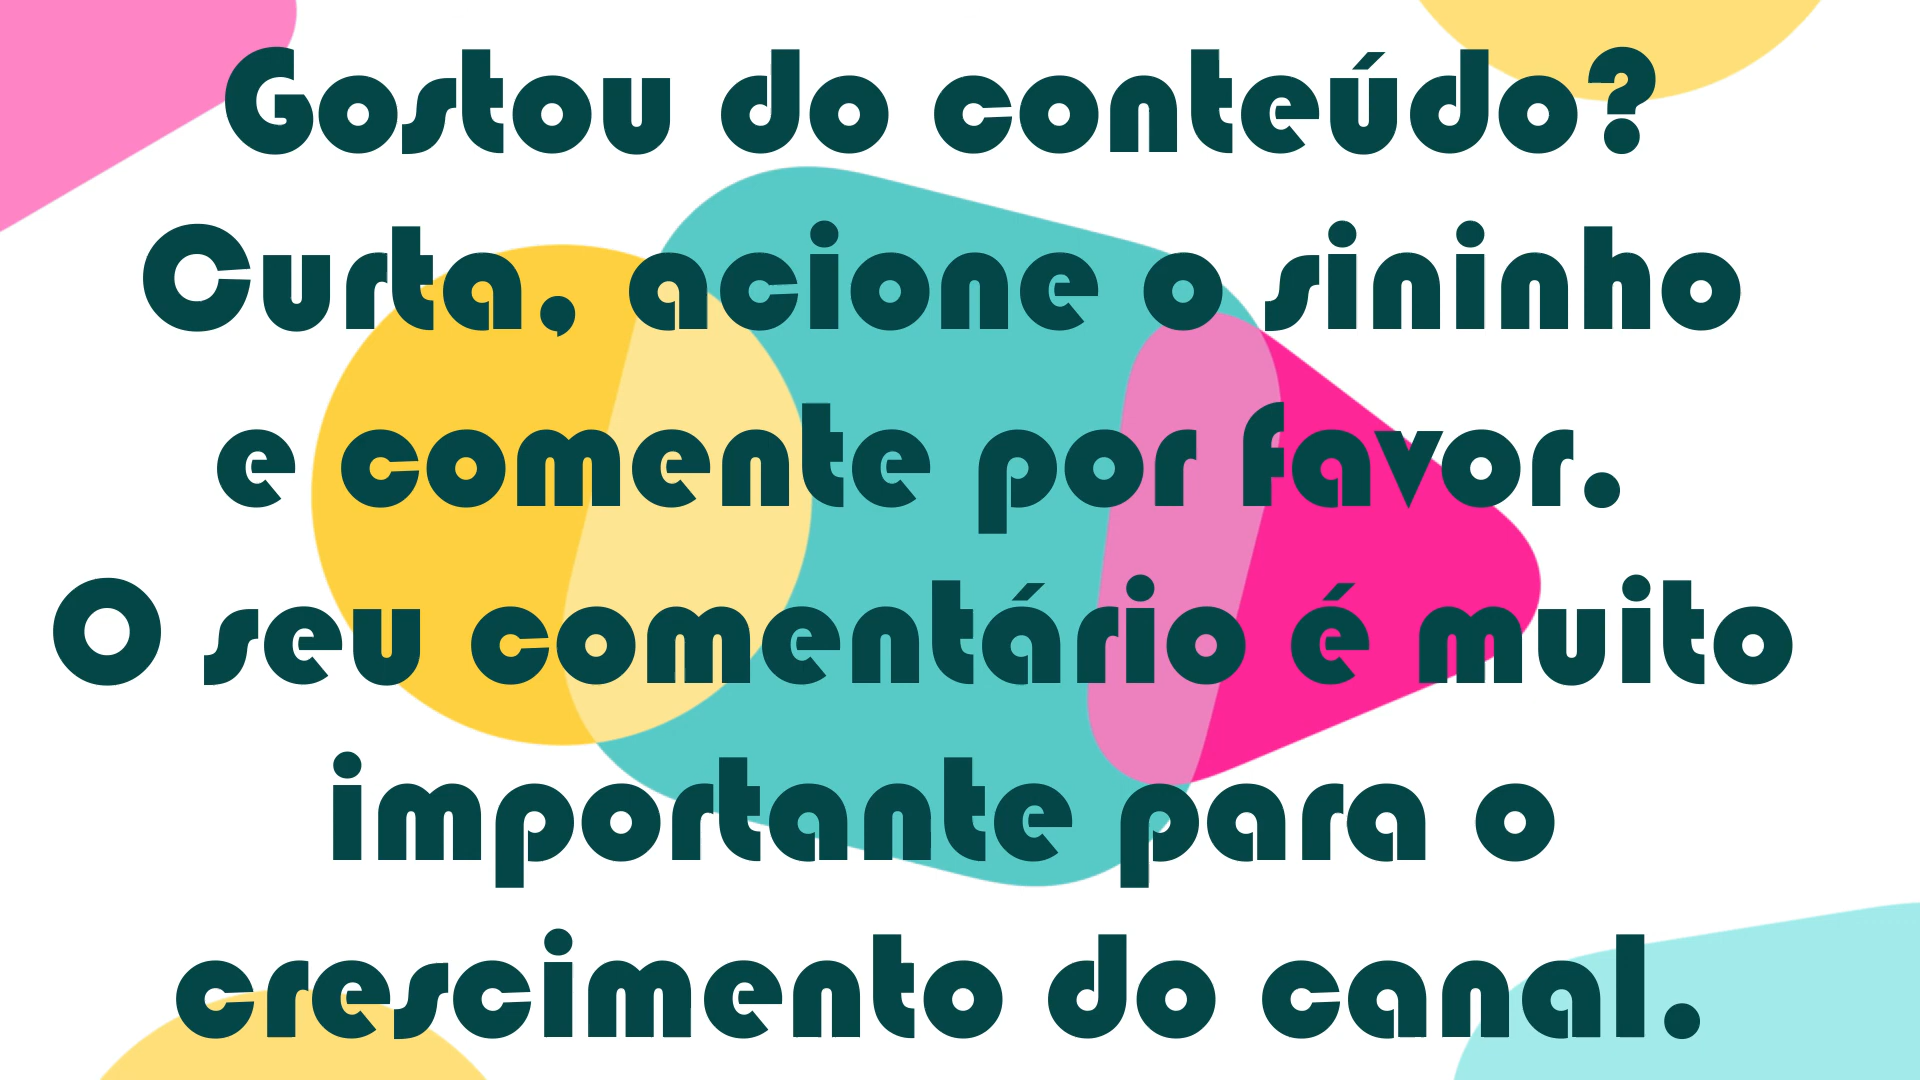 Gostou do conteúdo?
Curta, acione o sininho
e comente por favor.
O seu comentário é muito
importante para o
crescimento do canal.